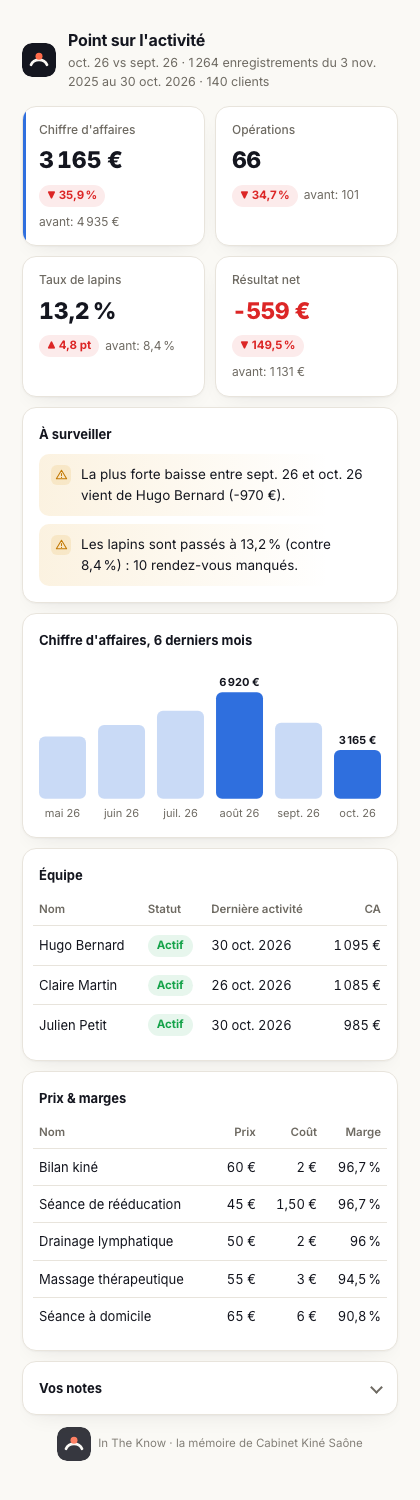 Point sur l'activité
oct. 26 vs sept. 26 · 1 264 enregistrements du 3 nov.
2025 au 30 oct. 2026 · 140 clients
Chiffre d'affaires
3 165 €
▼ 35,9 %
avant: 4 935 €
Opérations
66
▼ 34,7 % avant: 101
Taux de lapins
13,2 %
▲ 4,8 pt avant: 8,4 %
Résultat net
-559 €
▼ 149,5 %
avant: 1 131 €
À surveiller
La plus forte baisse entre sept. 26 et oct. 26
vient de Hugo Bernard (-970 €).
Les lapins sont passés à 13,2 % (contre
8,4 %) : 10 rendez-vous manqués.
Chiffre d'affaires, 6 derniers mois
6 920 €
3 165 €
mai 26 juin 26 juil. 26 août 26 sept. 26 oct. 26
Équipe
Nom Statut Dernière activité CA
Hugo Bernard Actif 30 oct. 2026 1 095 €
Claire Martin Actif 26 oct. 2026 1 085 €
Julien Petit Actif 30 oct. 2026 985 €
Prix & marges
Nom Prix Coût Marge
Bilan kiné 60 € 2 € 96,7 %
Séance de rééducation 45 € 1,50 € 96,7 %
Drainage lymphatique 50 € 2 € 96 %
Massage thérapeutique 55 € 3 € 94,5 %
Séance à domicile 65 € 6 € 90,8 %
Vos notes
In The Know · la mémoire de Cabinet Kiné Saône